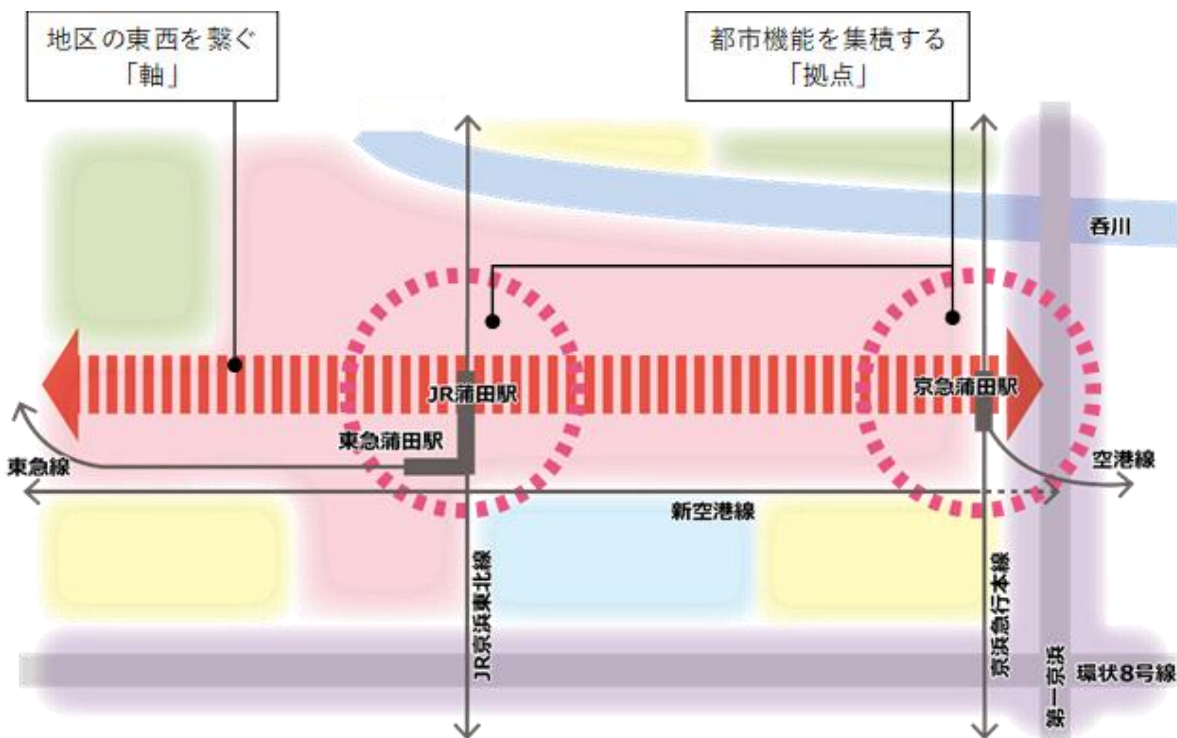 地区の東西を繋ぐ
「軸」
都市機能を集積する
「拠点」
呑川
JR蒲田駅
京急蒲田駅
東急蒲田駅
東急線
空港線
新空港線
JR京浜東北線
京浜急行本線
第一京浜
環状8号線